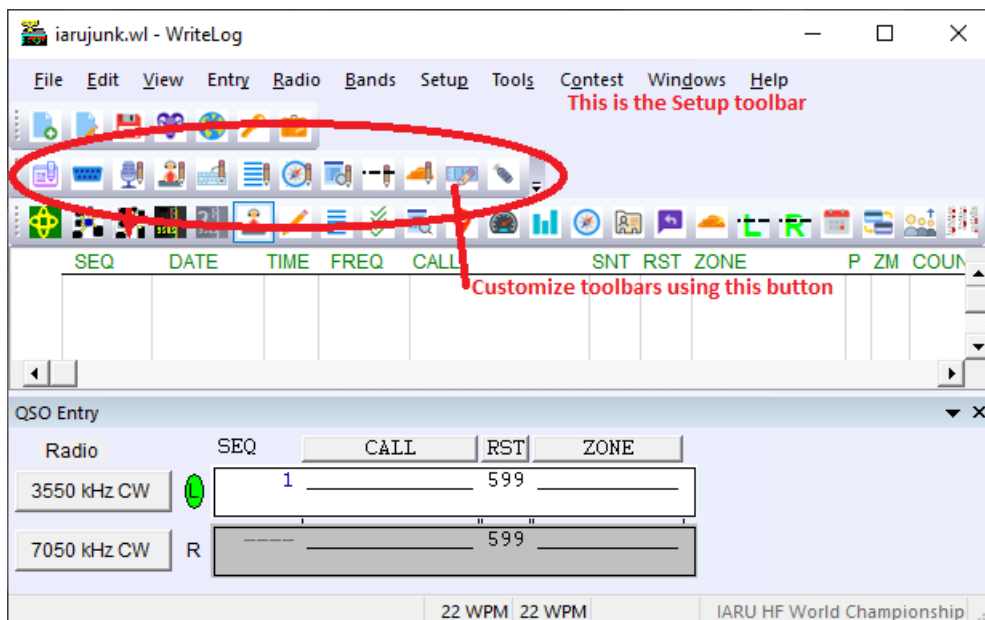 iarujunk.wl - WriteLog
File Edit View Entry Radio Bands Setup Tools Contest Windows Help
This is the Setup toolbar
SEQ DATE TIME FREQ CALL SNT RST ZONE P ZM COUN
Customize toolbars using this button
QSO Entry
Radio SEQ CALL RST ZONE
3550 kHz CW L 1 599
7050 kHz CW R ---- 599
22 WPM 22 WPM IARU HF World Championship